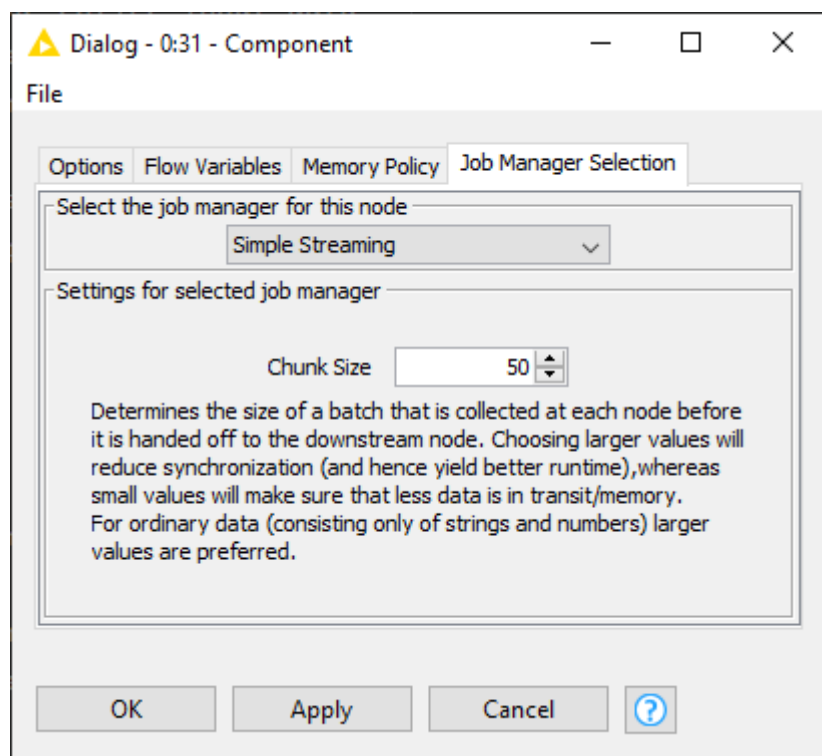 Dialog - 0:31 - Component
File
Options Flow Variables Memory Policy Job Manager Selection
Select the job manager for this node
Simple Streaming
Settings for selected job manager
Chunk Size 50
Determines the size of a batch that is collected at each node before
it is handed off to the downstream node. Choosing larger values will
reduce synchronization (and hence yield better runtime),whereas
small values will make sure that less data is in transit/memory.
For ordinary data (consisting only of strings and numbers) larger
values are preferred.
OK Apply Cancel ?